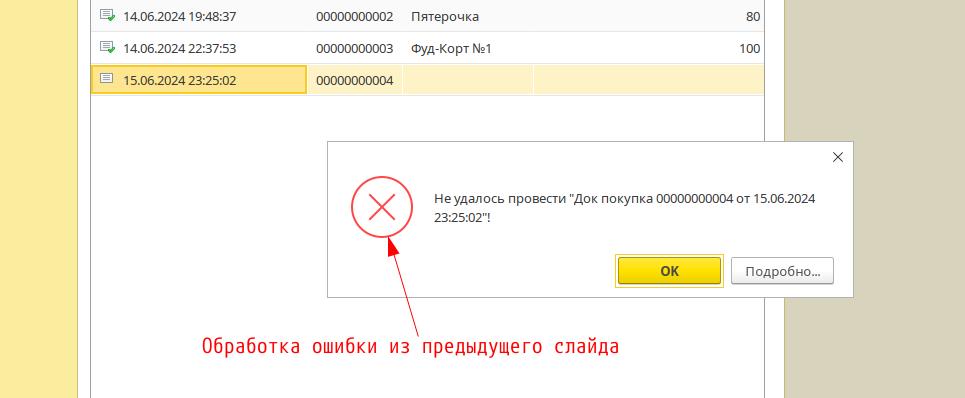 14.06.2024 19:48:37 00000000002 Пятерочка 80
14.06.2024 22:37:53 00000000003 Фуд-Корт №1 100
15.06.2024 23:25:02 00000000004
Не удалось провести "Док покупка 00000000004 от 15.06.2024
23:25:02"!
ОК Подробно...
Обработка ошибки из предыдущего слайда